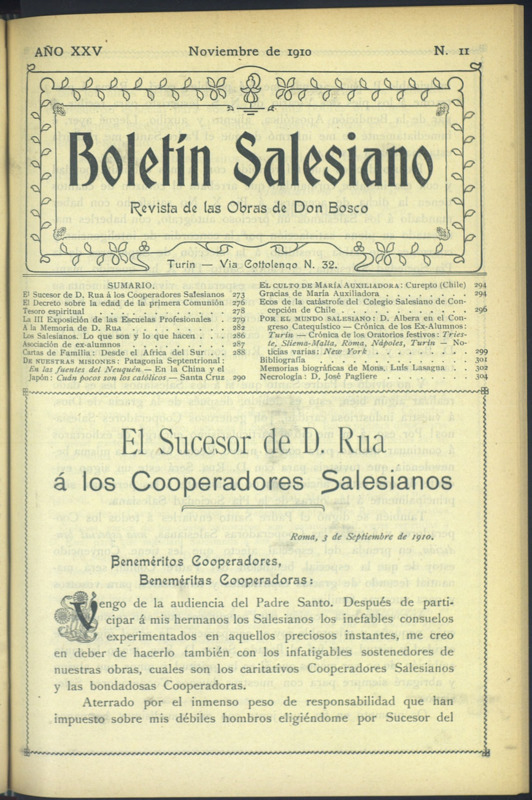 AÑO XXV Noviembre de 1910 N. 11
Boletín Salesiano
Revista de las Obras de Don Bosco
Turín — Via Cottolengo N. 32.
SUMARIO.
El Sucesor de D. Rua á los Cooperadores Salesianos 273
El Decreto sobre la edad de la primera Comunión 276
Tesoro espiritual 278
La III Exposición de las Escuelas Profesionales 279
A la Memoria de D. Rua 282
Los Salesianos. Lo que son y lo que hacen 286
Asociación de ex-alumnos 287
Cartas de Familia: Desde el Africa del Sur 288
DE NUESTRAS MISIONES: Patagonia Septentrional:
En las fuentes del Neuquén. — En la China y el
Japón: Cuán pocos son los católicos — Santa Cruz 290
EL CULTO DE MARÍA AUXILIADORA: Curepto (Chile) 294
Gracias de María Auxiliadora 294
Ecos de la catástrofe del Colegio Salesiano de Con-
cepción de Chile 296
POR EL MUNDO SALESIANO: D. Albera en el Con-
greso Catequístico — Crónica de los Ex-Alumnos:
Turín — Crónica de los Oratorios festivos: Tries-
te, Sliema-Malta, Roma, Nápoles, Turín — No-
ticias varias: New York 299
Bibliografía 301
Memorias biográficas de Mons. Luis Lasagna 302
Necrología: D. José Pagliere 304
El Sucesor de D. Rua
á los Cooperadores Salesianos
Roma, 3 de Septiembre de 1910.
Beneméritos Cooperadores,
Beneméritas Cooperadoras:
Vengo de la audiencia del Padre Santo. Después de parti-
cipar á mis hermanos los Salesianos los inefables consuelos
experimentados en aquellos preciosos instantes, me creo
en deber de hacerlo también con los infatigables sostenedores de
nuestras obras, cuales son los caritativos Cooperadores Salesianos
y las bondadosas Cooperadoras.
Aterrado por el inmenso peso de responsabilidad que han
impuesto sobre mis débiles hombros eligiéndome por Sucesor del